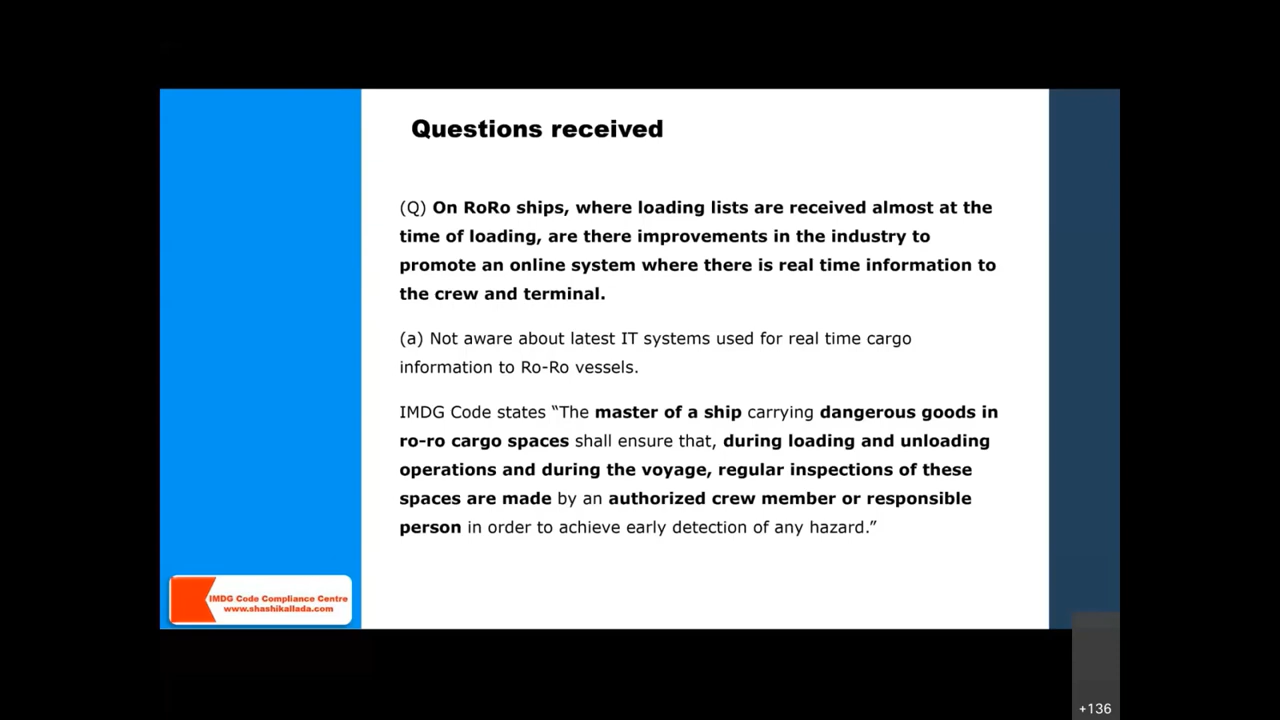 Questions received
(Q) On RoRo ships, where loading lists are received almost at the
time of loading, are there improvements in the industry to
promote an online system where there is real time information to
the crew and terminal.
(a) Not aware about latest IT systems used for real time cargo
information to Ro-Ro vessels.
IMDG Code states “The master of a ship carrying dangerous goods in
ro-ro cargo spaces shall ensure that, during loading and unloading
operations and during the voyage, regular inspections of these
spaces are made by an authorized crew member or responsible
person in order to achieve early detection of any hazard.”
IMDG Code Compliance Centre
www.shashikallada.com
+136